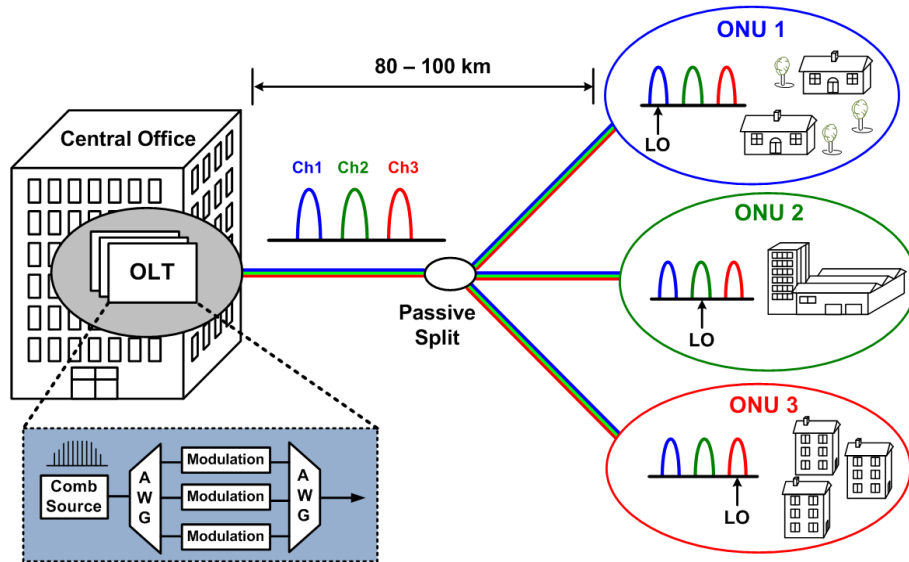 ONU 1
80 – 100 km
Central Office
LO
Ch1 Ch2 Ch3
ONU 2
OLT
Passive
Split
LO
ONU 3
LO
Comb
Source
A
W
G
Modulation
Modulation
Modulation
A
W
G